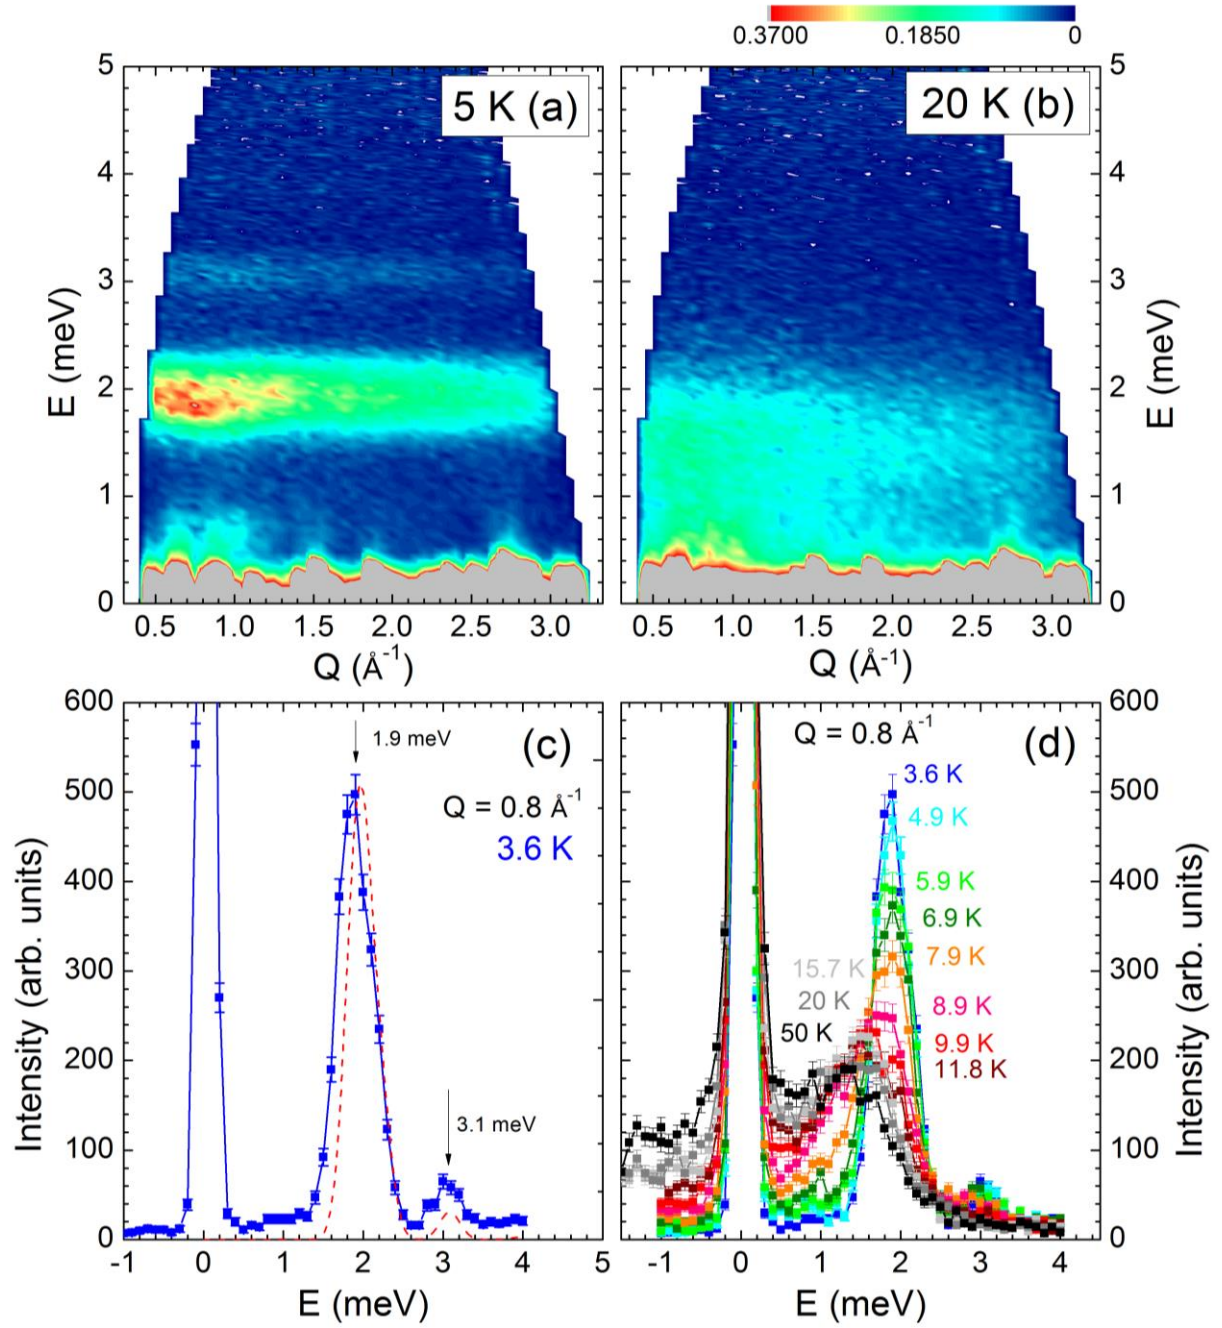 0.3700 0.1850 0
5 K (a)
20 K (b)
E (meV)
5
4
3
2
1
0
0.5 1.0 1.5 2.0 2.5 3.0
Q (Å⁻¹)
0.5 1.0 1.5 2.0 2.5 3.0
Q (Å⁻¹)
5
4
3
2
1
0
E (meV)
Intensity (arb. units)
600
500
400
300
200
100
0
(c)
1.9 meV
Q = 0.8 Å⁻¹
3.6 K
3.1 meV
-1 0 1 2 3 4 5
E (meV)
Q = 0.8 Å⁻¹
(d)
3.6 K
4.9 K
5.9 K
6.9 K
7.9 K
15.7 K
20 K
8.9 K
50 K
9.9 K
11.8 K
-1 0 1 2 3 4
E (meV)
600
500
400
300
200
100
0
Intensity (arb. units)